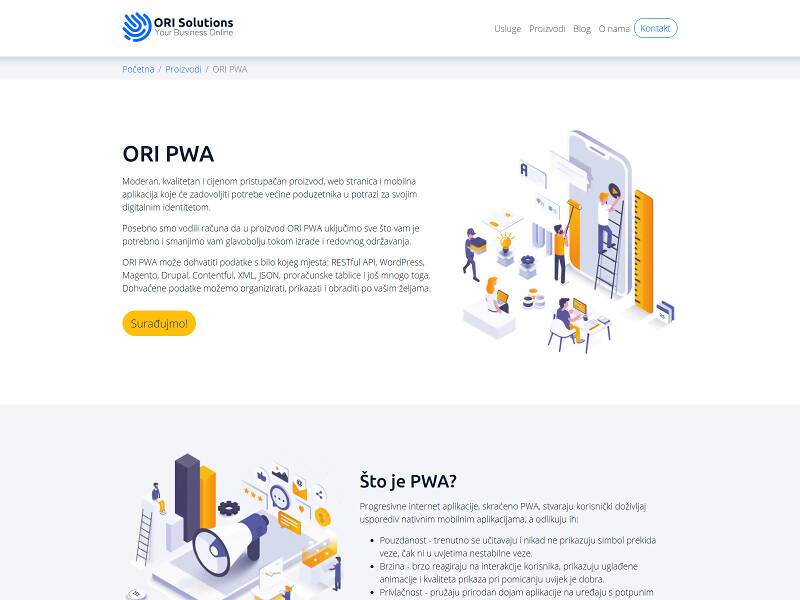 ORI Solutions
Your Business Online
Usluge Proizvodi Blog O nama Kontakt
Početna / Proizvodi / ORI PWA
ORI PWA
Moderan, kvalitetan i cijenom pristupačan proizvod, web stranica i mobilna
aplikacija koje će zadovoljiti potrebe većine poduzetnika u potrazi za svojim
digitalnim identitetom.
Posebno smo vodili računa da u proizvod ORI PWA uključimo sve što vam je
potrebno i smanjimo vam glavobolju tokom izrade i redovnog održavanja.
ORI PWA može dohvatiti podatke s bilo kojeg mjesta: RESTful API, WordPress,
Magento, Drupal, Contentful, XML, JSON, proračunske tablice i još mnogo toga.
Dohvaćene podatke možemo organizirati, prikazati i obraditi po vašim željama.
Surađujmo!
A
Što je PWA?
Progresivne internet aplikacije, skraćeno PWA, stvaraju korisnički doživljaj
usporediv nativnim mobilnim aplikacijama, a odlikuju ih:
Pouzdanost - trenutno se učitavaju i nikad ne prikazuju simbol prekida
veze, čak ni u uvjetima nestabilne veze.
Brzina - brzo reagiraju na interakcije korisnika, prikazuju uglađene
animacije i kvaliteta prikaza pri pomicanju uvijek je dobra.
Privlačnost - pružaju prirodan dojam aplikacije na uređaju s potpunim